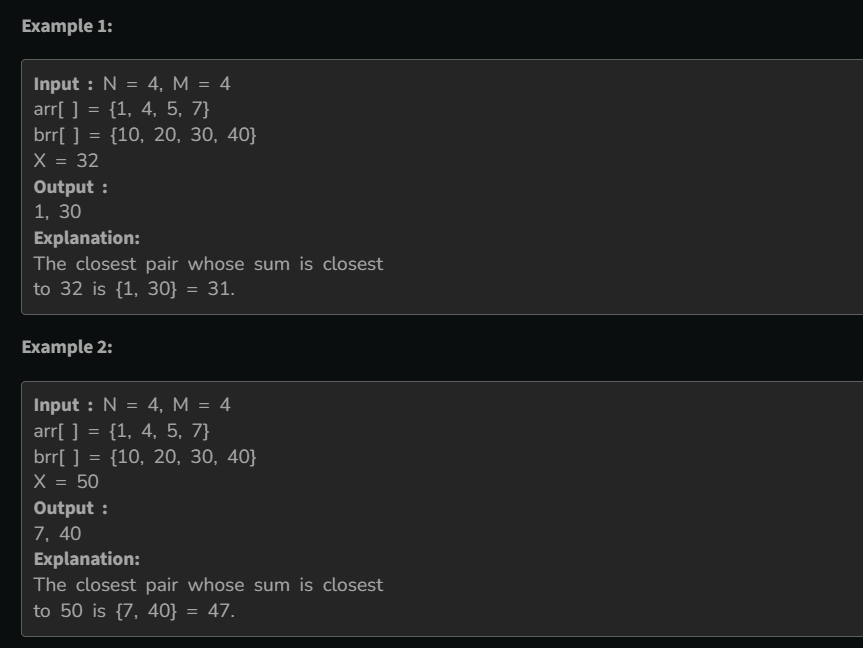 Example 1:
Input : N = 4, M = 4
arr[ ] = {1, 4, 5, 7}
brr[ ] = {10, 20, 30, 40}
X = 32
Output :
1, 30
Explanation:
The closest pair whose sum is closest
to 32 is {1, 30} = 31.
Example 2:
Input : N = 4, M = 4
arr[ ] = {1, 4, 5, 7}
brr[ ] = {10, 20, 30, 40}
X = 50
Output :
7, 40
Explanation:
The closest pair whose sum is closest
to 50 is {7, 40} = 47.